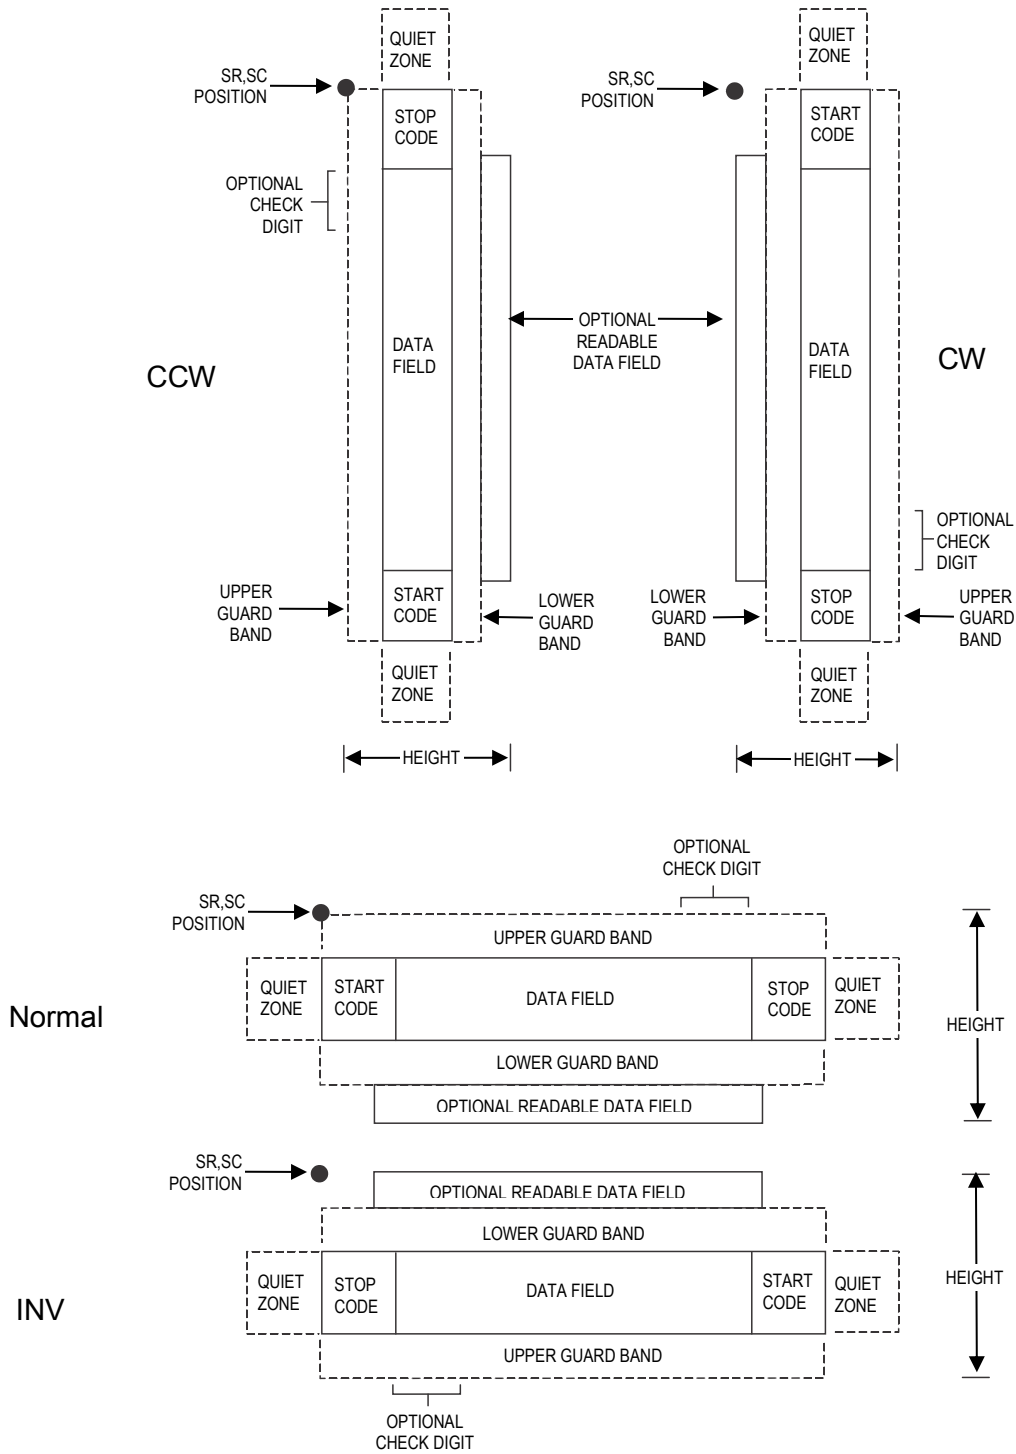 QUIET
ZONE
SR,SC
POSITION
STOP
CODE
OPTIONAL
CHECK
DIGIT
DATA
FIELD
CCW
UPPER
GUARD
BAND
START
CODE
LOWER
GUARD
BAND
QUIET
ZONE
HEIGHT
OPTIONAL
READABLE
DATA FIELD
QUIET
ZONE
SR,SC
POSITION
START
CODE
DATA
FIELD
CW
OPTIONAL
CHECK
DIGIT
LOWER
GUARD
BAND
STOP
CODE
UPPER
GUARD
BAND
QUIET
ZONE
HEIGHT
OPTIONAL
CHECK DIGIT
SR,SC
POSITION
UPPER GUARD BAND
Normal
QUIET
ZONE
START
CODE
DATA FIELD
STOP
CODE
QUIET
ZONE
HEIGHT
LOWER GUARD BAND
OPTIONAL READABLE DATA FIELD
SR,SC
POSITION
OPTIONAL READABLE DATA FIELD
LOWER GUARD BAND
INV
QUIET
ZONE
STOP
CODE
DATA FIELD
START
CODE
QUIET
ZONE
HEIGHT
UPPER GUARD BAND
OPTIONAL
CHECK DIGIT